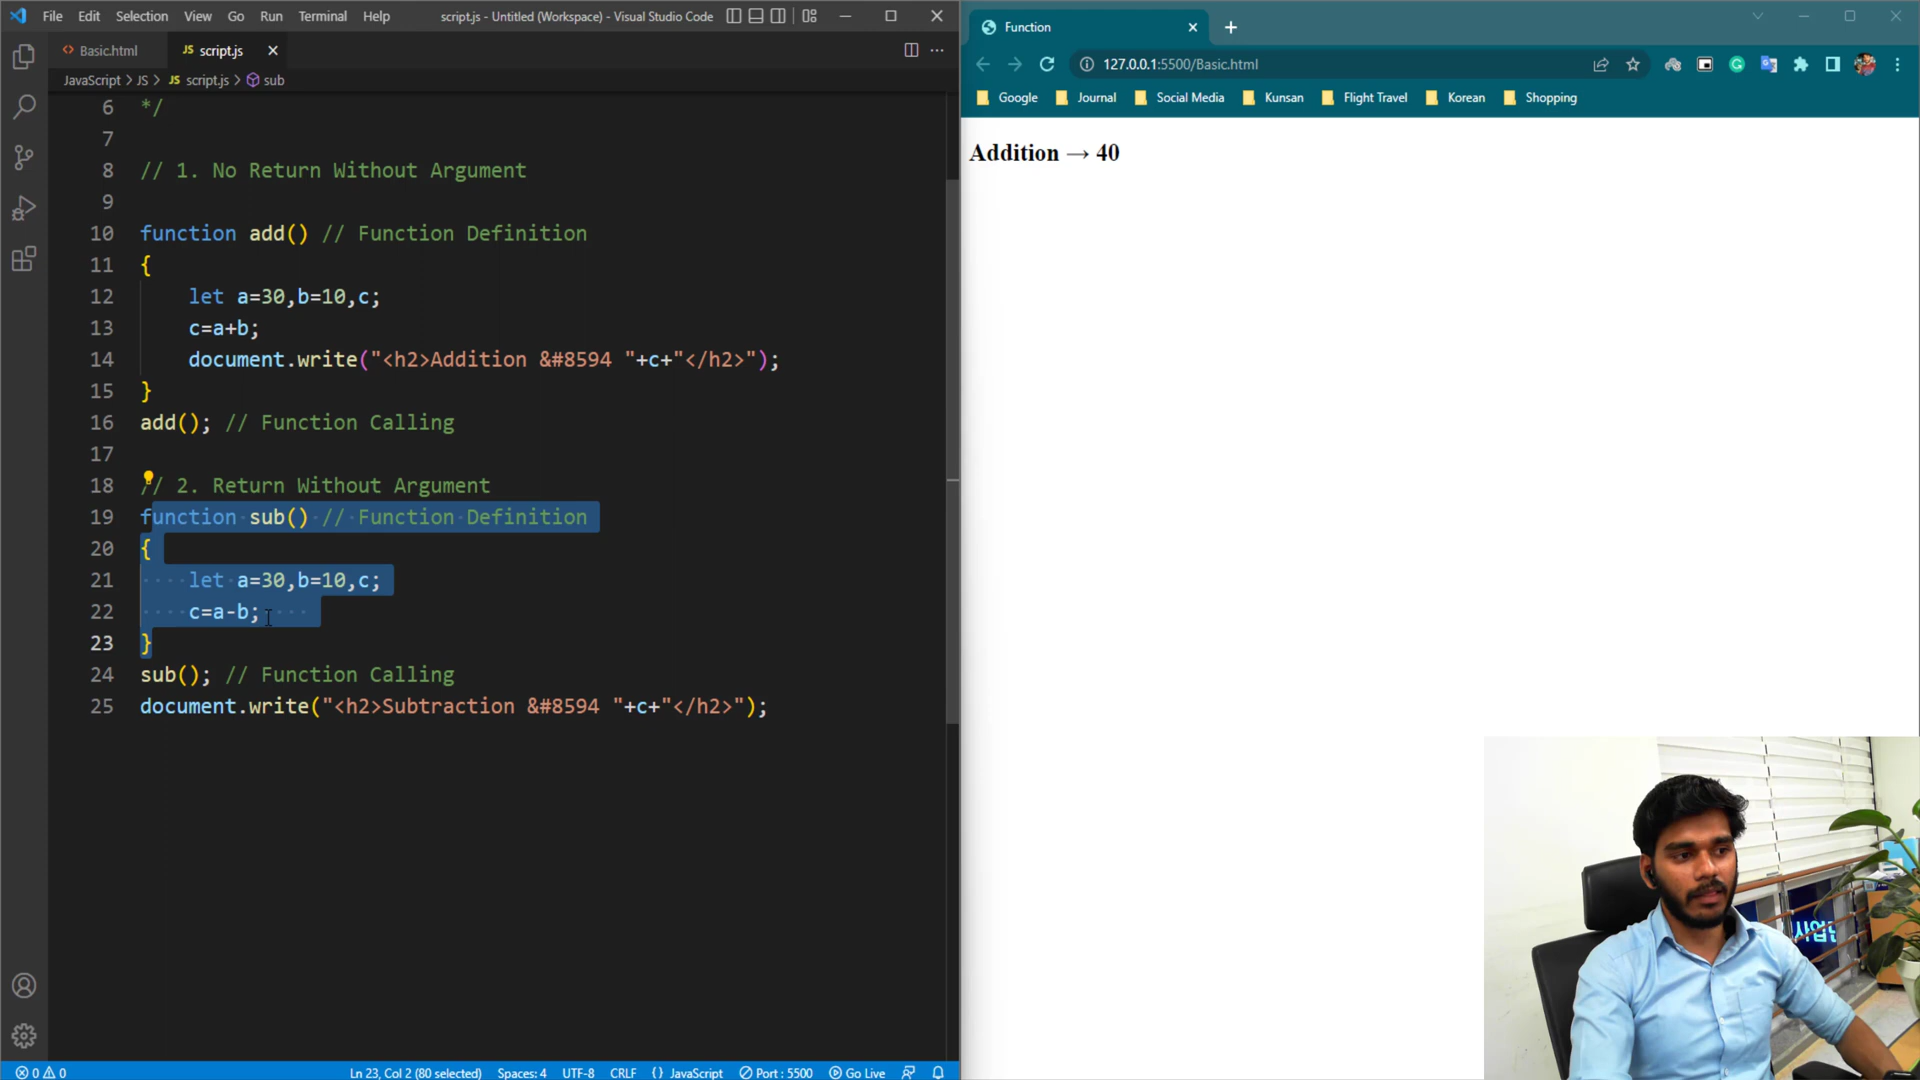 File Edit Selection View Go Run Terminal Help script.js - Untitled (Workspace) - Visual Studio Code
Basic.html JS script.js
JavaScript > JS > JS script.js > sub
6 */
7
8 // 1. No Return Without Argument
9
10 function add() // Function Definition
11 {
12 let a=30,b=10,c;
13 c=a+b;
14 document.write("<h2>Addition &#8594 "+c+"</h2>");
15 }
16 add(); // Function Calling
17
18 // 2. Return Without Argument
19 function sub() // Function Definition
20 {
21 let a=30,b=10,c;
22 c=a-b;
23 }
24 sub(); // Function Calling
25 document.write("<h2>Subtraction &#8594 "+c+"</h2>");
0 0 Ln 23, Col 2 (80 selected) Spaces: 4 UTF-8 CRLF {} JavaScript Port : 5500 Go Live
Function
127.0.0.1:5500/Basic.html
Google Journal Social Media Kunsan Flight Travel Korean Shopping
Addition → 40